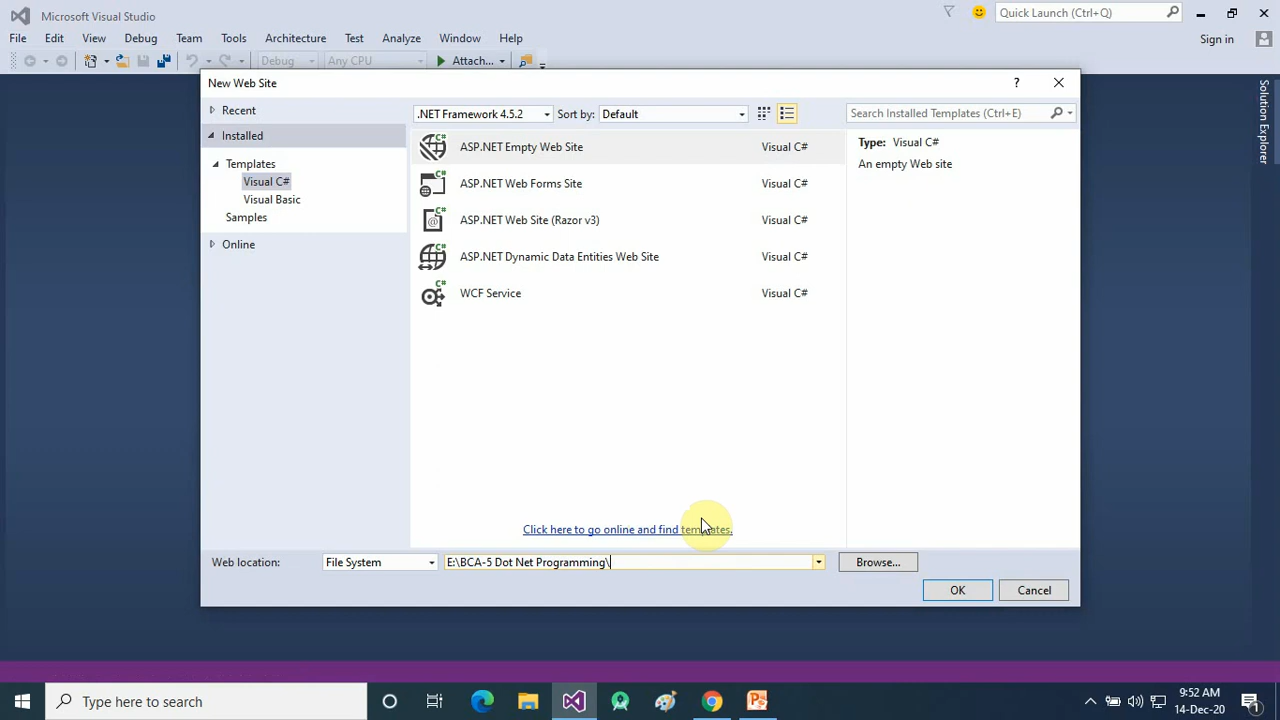 Microsoft Visual Studio
Quick Launch (Ctrl+Q)
File Edit View Debug Team Tools Architecture Test Analyze Window Help
Sign in
Debug Any CPU Attach...
New Web Site
?
Recent
Installed
Templates
Visual C#
Visual Basic
Samples
Online
.NET Framework 4.5.2 Sort by: Default
Search Installed Templates (Ctrl+E)
C# ASP.NET Empty Web Site Visual C#
C# ASP.NET Web Forms Site Visual C#
C# @ ASP.NET Web Site (Razor v3) Visual C#
C# ASP.NET Dynamic Data Entities Web Site Visual C#
C# WCF Service Visual C#
Type: Visual C#
An empty Web site
Click here to go online and find templates.
Web location: File System E:\BCA-5 Dot Net Programming\ Browse...
OK Cancel
Solution Explorer
Type here to search
9:52 AM
14-Dec-20
1